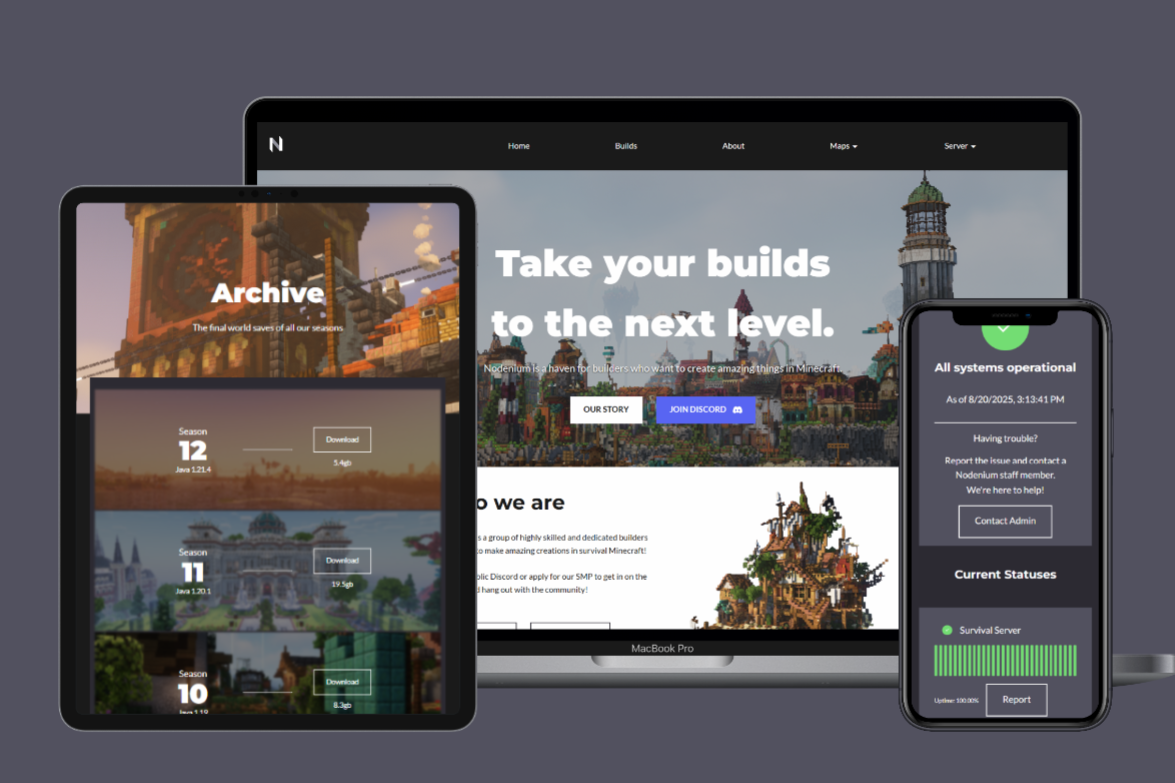 N
Home
Builds
About
Maps
Server
Take your builds
to the next level.
Nodenium is a haven for builders who want to create amazing things in Minecraft.
OUR STORY
JOIN DISCORD
o we are
s a group of highly skilled and dedicated builders
o make amazing creations in survival Minecraft!
blic Discord or apply for our SMP to get in on the
d hang out with the community!
MacBook Pro
Archive
The final world saves of all our seasons
Season
12
Java 1.21.4
Download
5.4gb
Season
11
Java 1.20.1
Download
19.5gb
Season
10
Java 1.19
Download
8.3gb
All systems operational
As of 8/20/2025, 3:13:41 PM
Having trouble?
Report the issue and contact a
Nodenium staff member.
We're here to help!
Contact Admin
Current Statuses
Survival Server
Uptime: 100.00%
Report